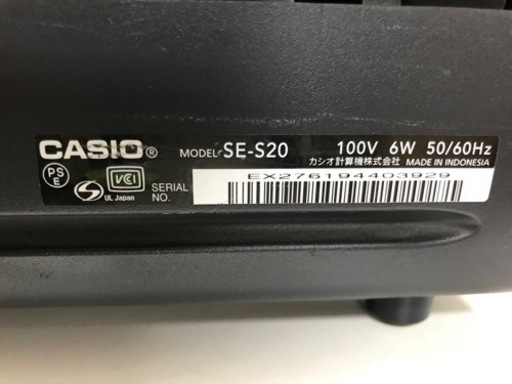 CASIO® MODEL SE-S20 100V 6W 50/60Hz
カシオ計算機株式会社 MADE IN INDONESIA
PS E
S UL Japan
VCI
SERIAL NO. EX276194403929